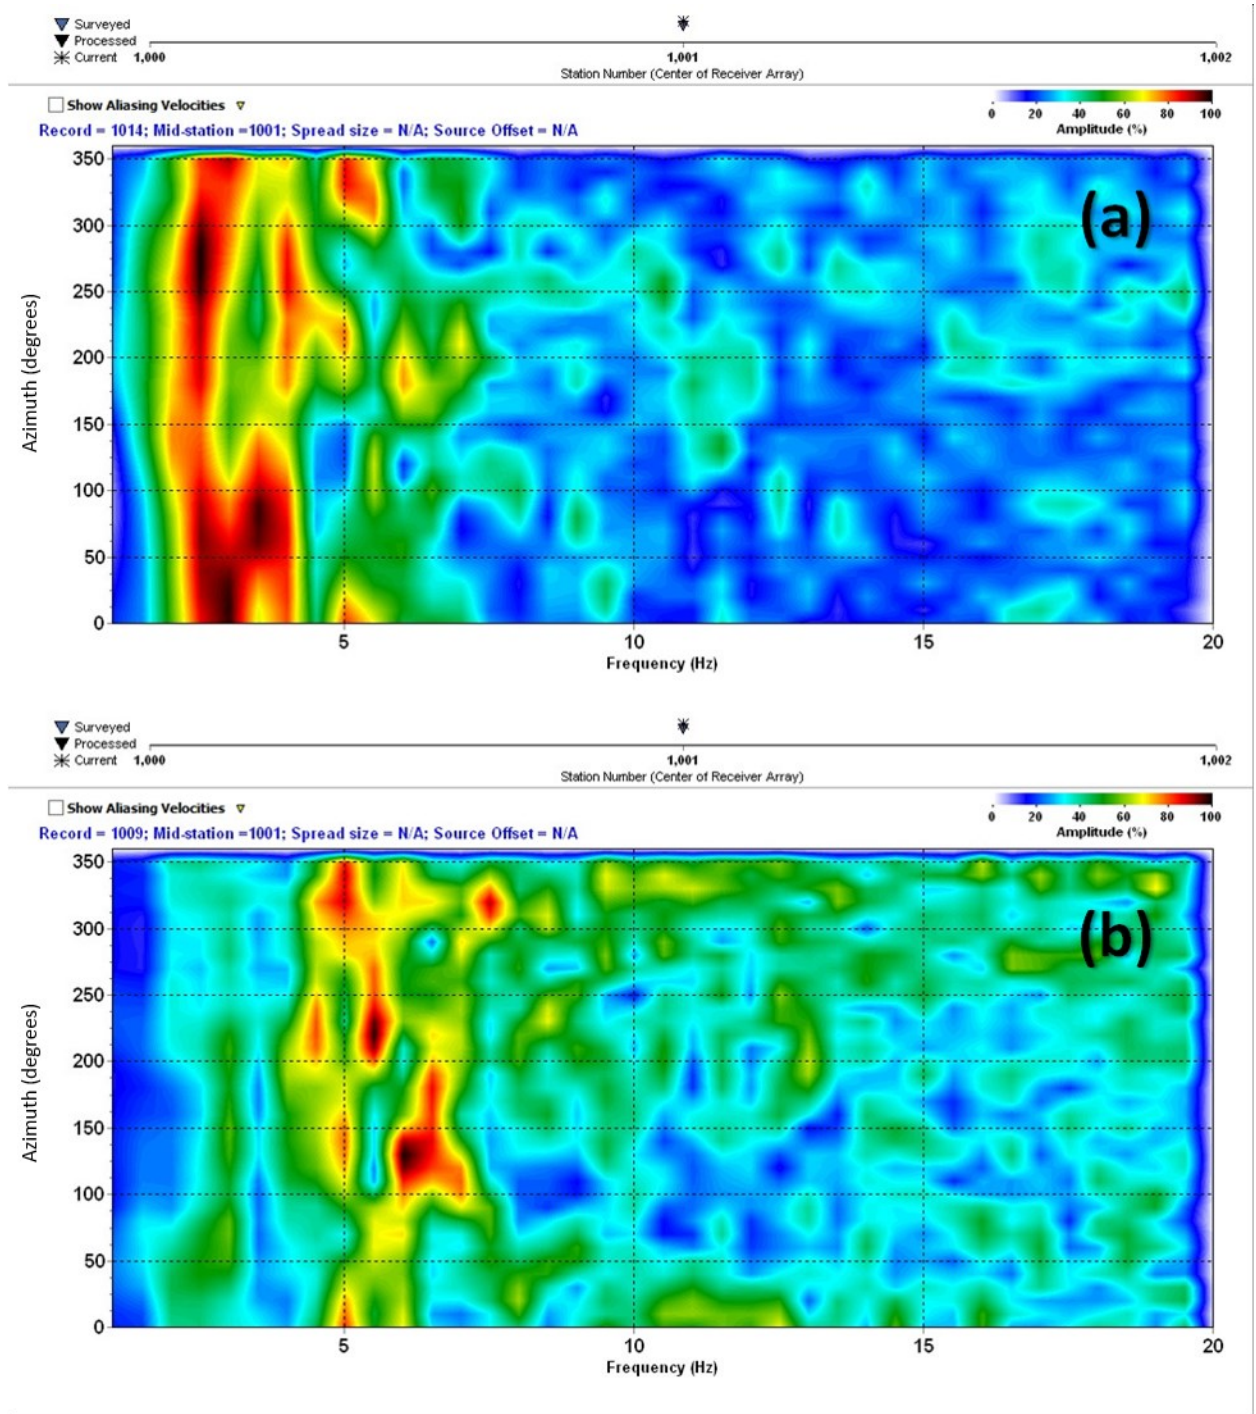 Surveyed
Processed
Current 1,000 1,001 1,002
Station Number (Center of Receiver Array)
Show Aliasing Velocities
Record = 1014; Mid-station =1001; Spread size = N/A; Source Offset = N/A
0 20 40 60 80 100
Amplitude (%)
(a)
350
300
250
200
150
100
50
0
Azimuth (degrees)
5 10 15 20
Frequency (Hz)
Surveyed
Processed
Current 1,000 1,001 1,002
Station Number (Center of Receiver Array)
Show Aliasing Velocities
Record = 1009; Mid-station =1001; Spread size = N/A; Source Offset = N/A
0 20 40 60 80 100
Amplitude (%)
(b)
350
300
250
200
150
100
50
0
Azimuth (degrees)
5 10 15 20
Frequency (Hz)